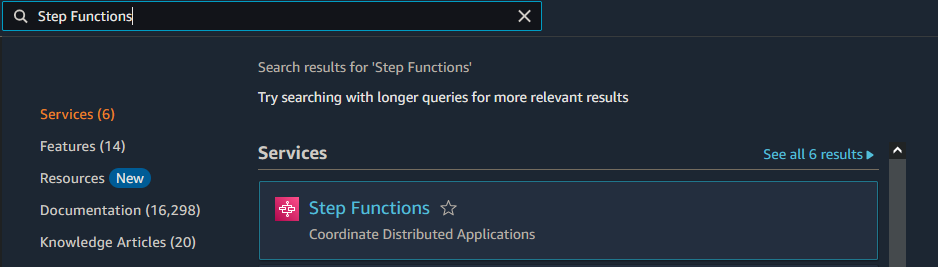 Step Functions
Search results for 'Step Functions'
Try searching with longer queries for more relevant results
Services (6)
Features (14)
Resources New
Documentation (16,298)
Knowledge Articles (20)
Services
See all 6 results
Step Functions
Coordinate Distributed Applications